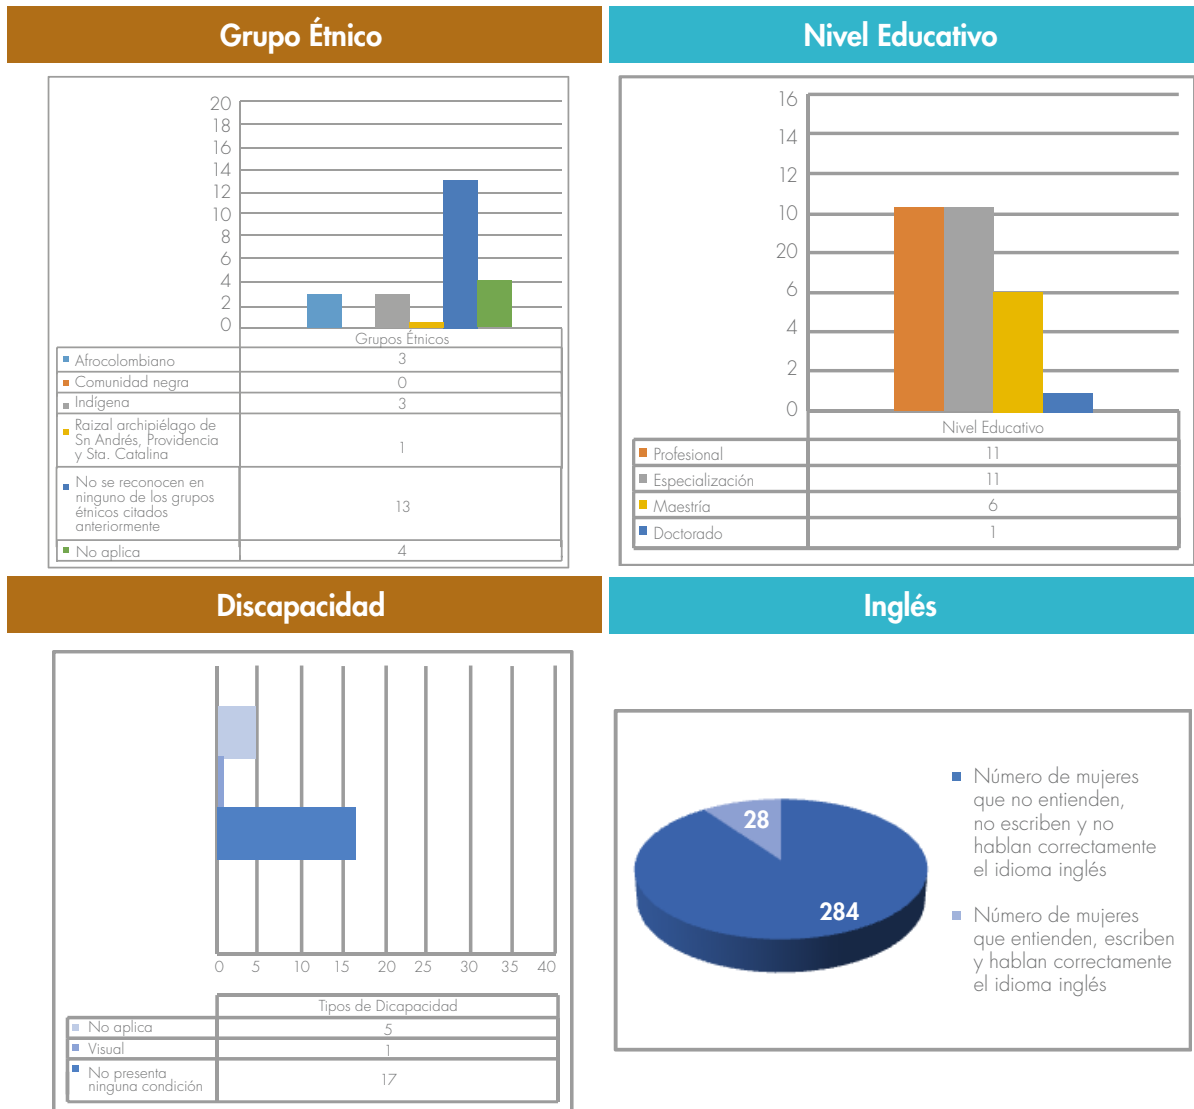 Grupo Étnico
20
18
16
14
12
10
8
6
4
2
0
Grupos Étnicos
Afrocolombiano 3
Comunidad negra 0
Indígena 3
Raizal archipiélago de
Sn Andrés, Providencia
y Sta. Catalina
1
No se reconocen en
ninguno de los grupos
étnicos citados
anteriormente
13
No aplica 4
Nivel Educativo
16
14
12
10
20
6
4
2
0
Nivel Educativo
Profesional 11
Especialización 11
Maestría 6
Doctorado 1
Discapacidad
0 5 10 15 20 25 30 35 40
Tipos de Dicapacidad
No aplica 5
Visual 1
No presenta
ninguna condición
17
Inglés
28
284
Número de mujeres
que no entienden,
no escriben y no
hablan correctamente
el idioma inglés
Número de mujeres
que entienden, escriben
y hablan correctamente
el idioma inglés